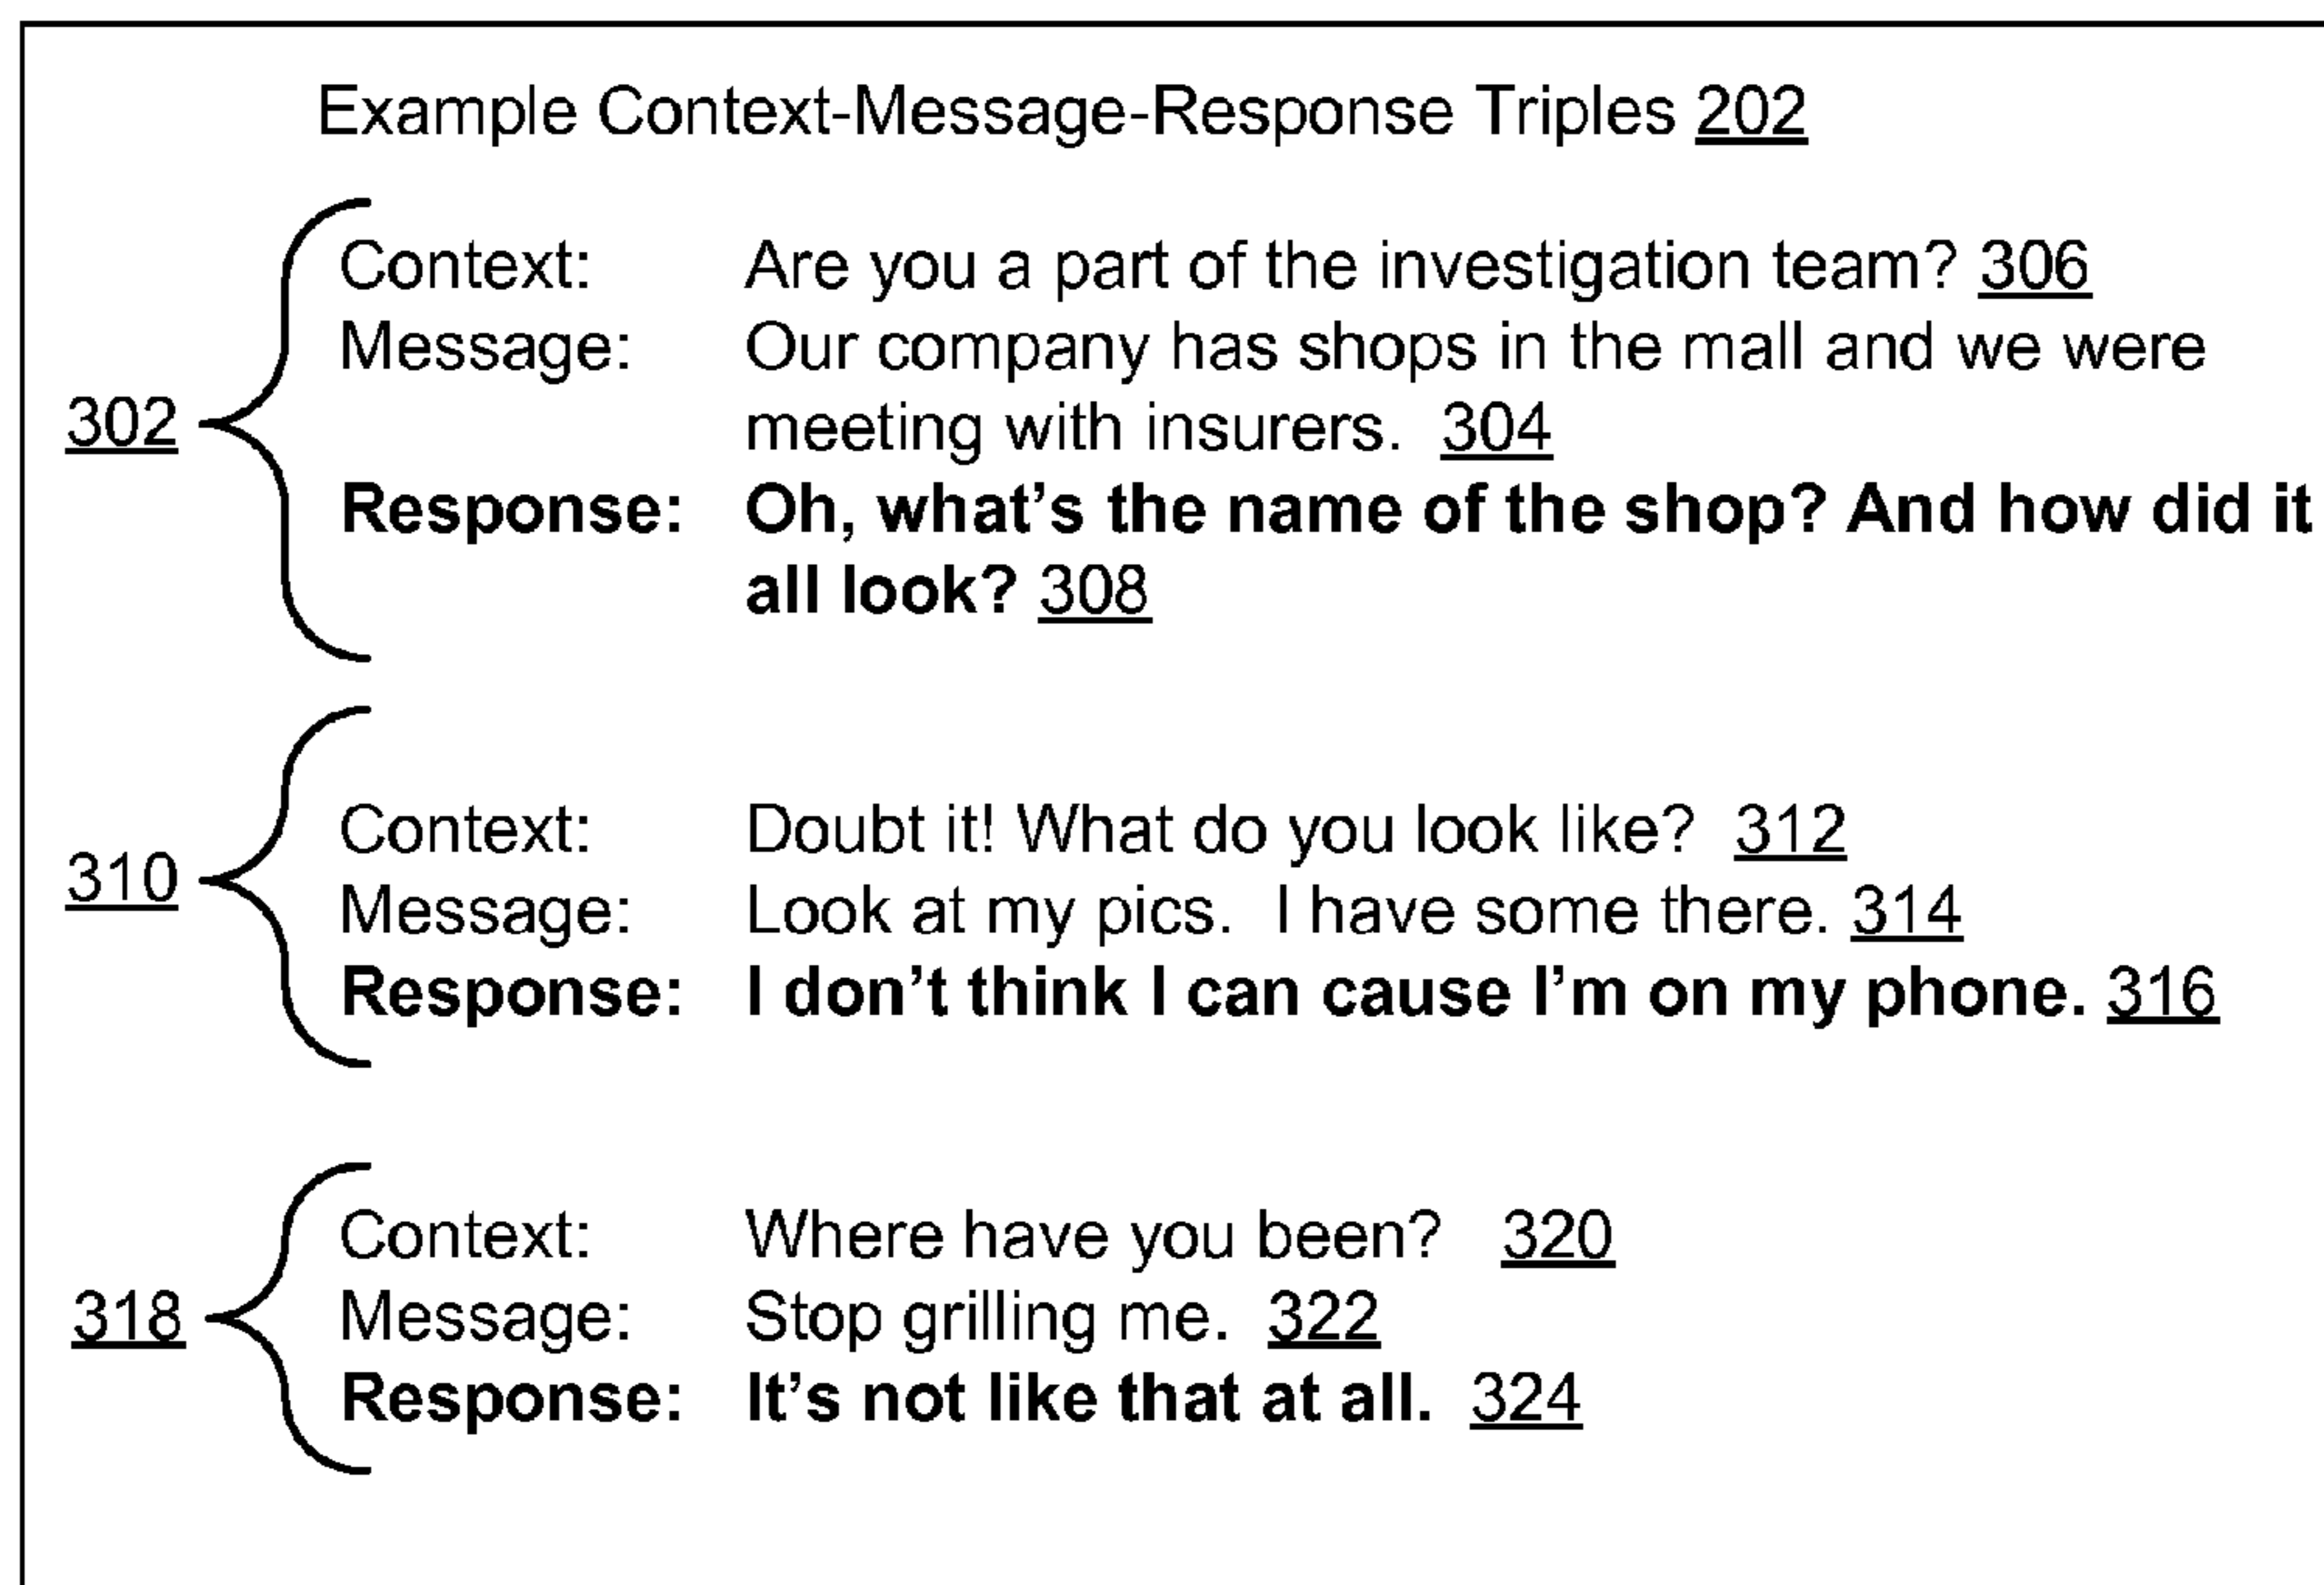 Example Context-Message-Response Triples 202
Context: Are you a part of the investigation team? 306
Message: Our company has shops in the mall and we were
302 meeting with insurers. 304
Response: Oh, what's the name of the shop? And how did it
all look? 308
Context: Doubt it! What do you look like? 312
310
Message: Look at my pics. I have some there. 314
Response: I don't think I can cause I'm on my phone. 316
Context: Where have you been? 320
318 Message: Stop grilling me. 322
Response: It's not like that at all. 324